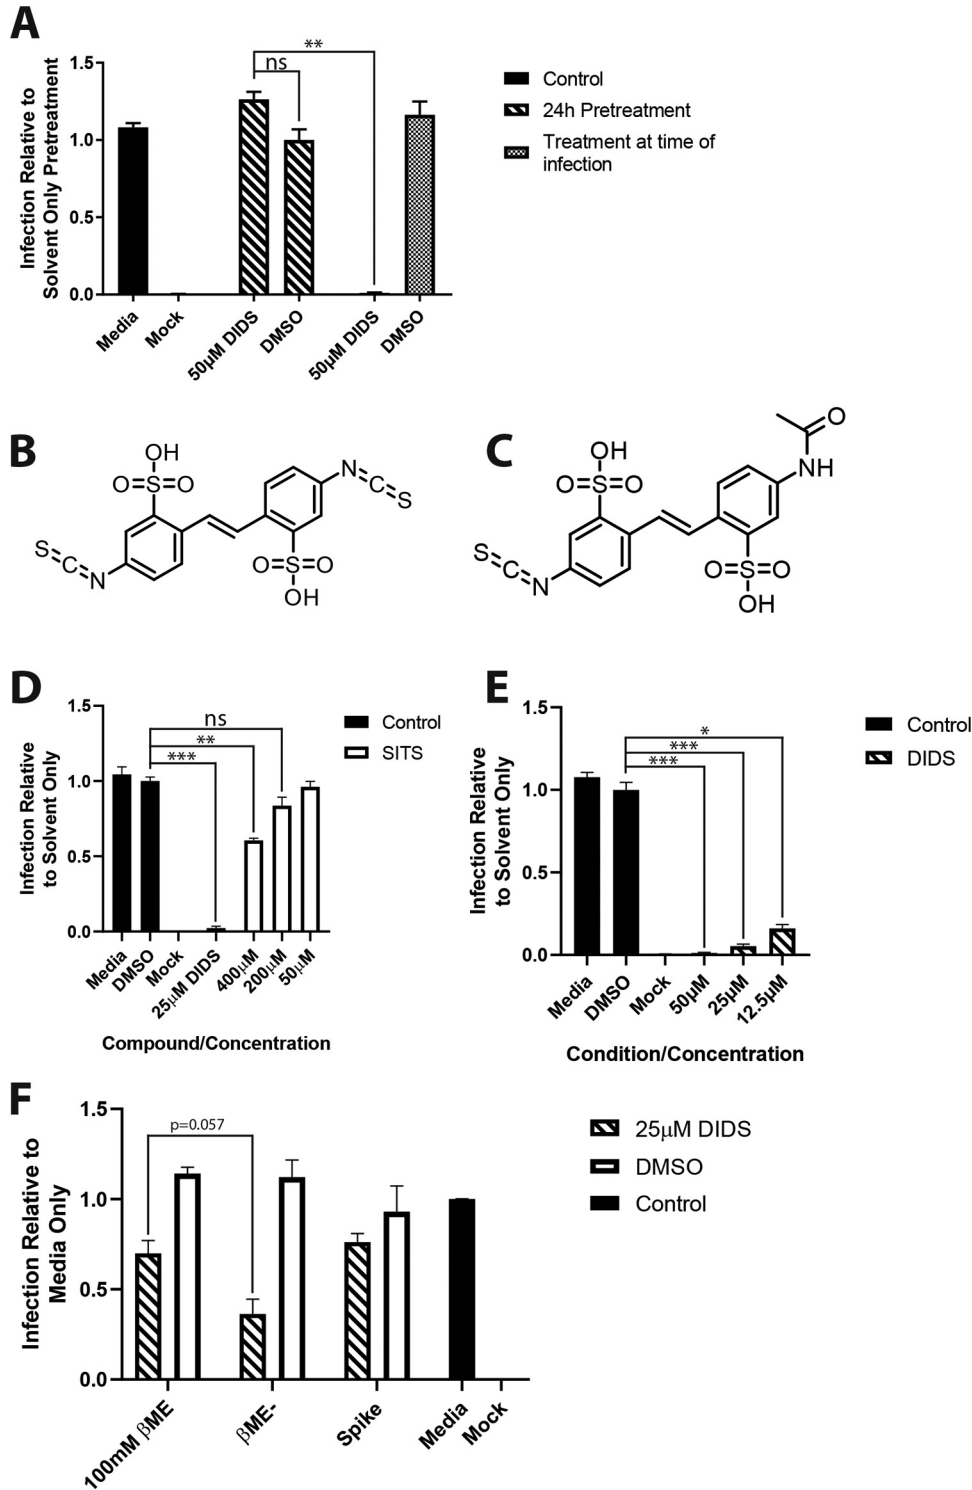 A
Infection Relative to
Solvent Only Pretreatment
1.5
1.0
0.5
0.0
**
ns
Media
Mock
50µM DIDS
DMSO
50µM DIDS
DMSO
Control
24h Pretreatment
Treatment at time of
infection
B
OH
O=S=O
N=C=S
S=C=N
O=S=O
OH
C
O
NH
OH
O=S=O
S=C=N
O=S=O
OH
D
Infection Relative
to Solvent Only
1.5
1.0
0.5
0.0
ns
**
***
Media
DMSO
Mock
25µM DIDS
400µM
200µM
50µM
Compound/Concentration
Control
SITS
E
Infection Relative
to Solvent Only
1.5
1.0
0.5
0.0
*
***
***
Media
DMSO
Mock
50µM
25µM
12.5µM
Condition/Concentration
Control
DIDS
F
Infection Relative to
Media Only
1.5
1.0
0.5
0.0
p=0.057
100mM βME
βME-
Spike
Media
Mock
25µM DIDS
DMSO
Control